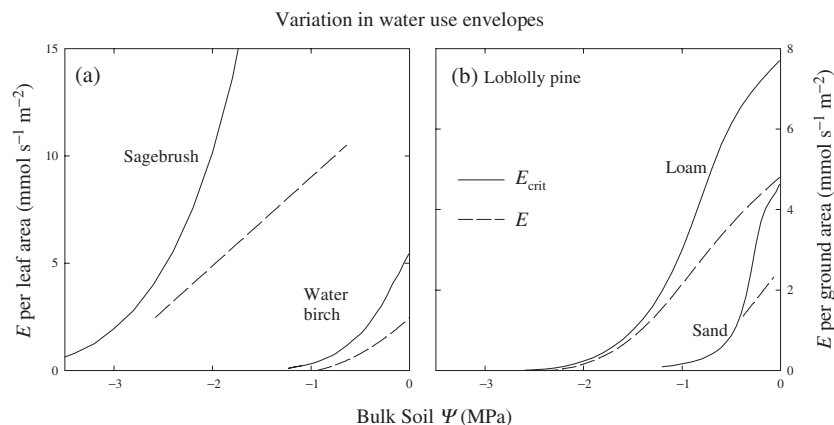 Variation in water use envelopes
(a)
Sagebrush
Water
birch
E per leaf area (mmol s⁻¹ m⁻²)
15
10
5
0
−3
−2
−1
0
(b) Loblolly pine
Loam
E_crit
E
Sand
8
6
4
2
0
E per ground area (mmol s⁻¹ m⁻²)
−3
−2
−1
0
Bulk Soil Ψ (MPa)